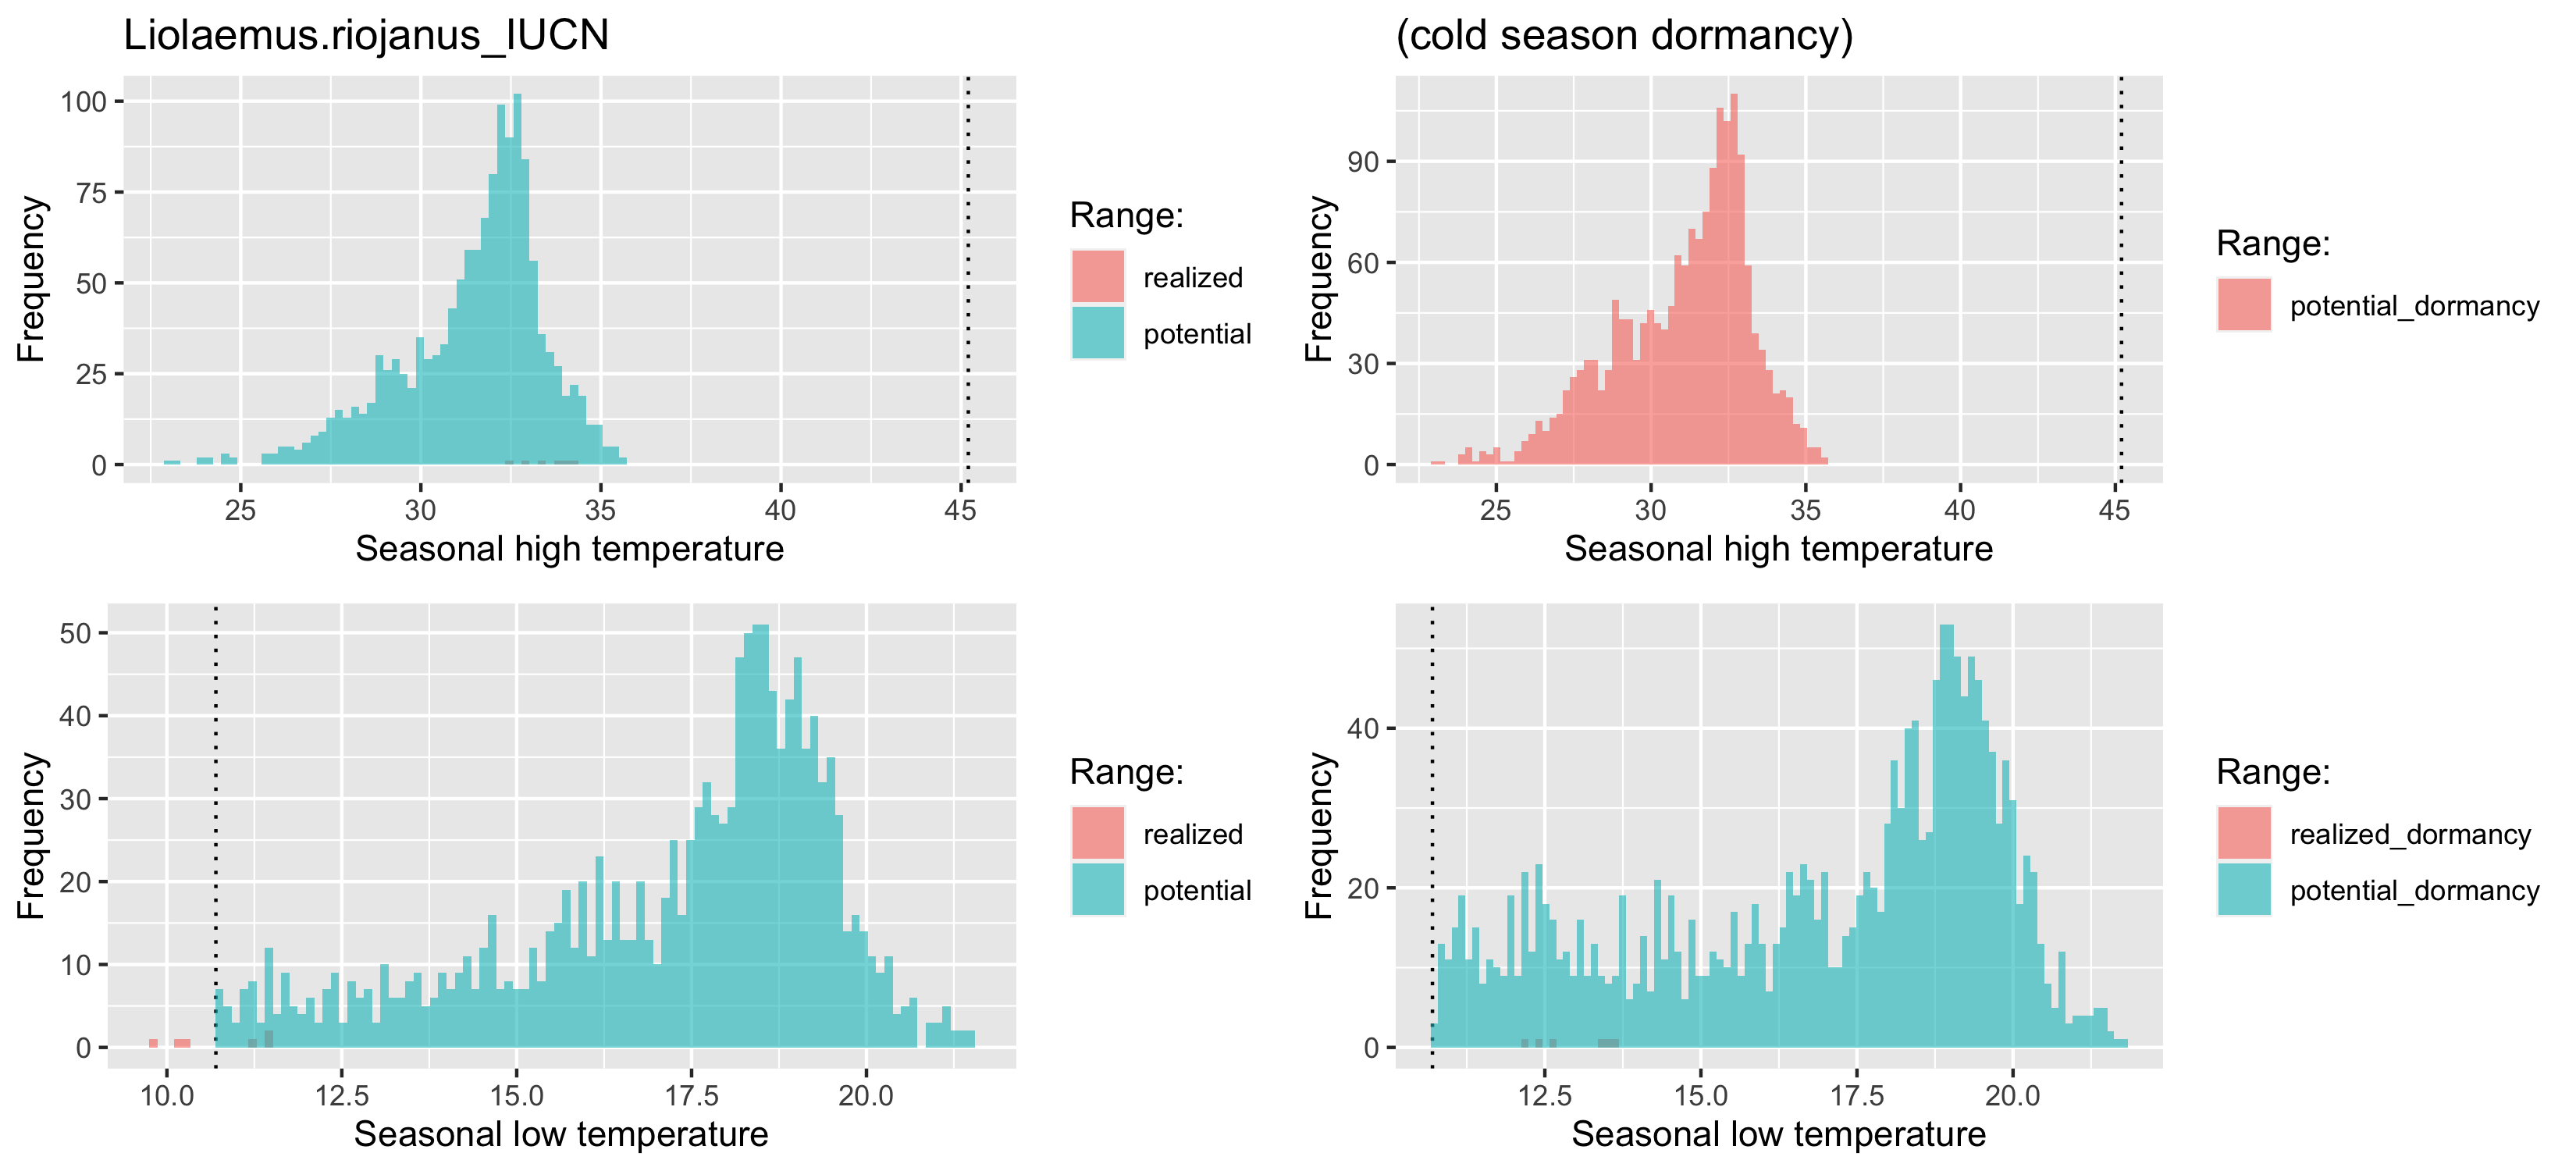 Liolaemus.riojanus_IUCN
Frequency
100
75
50
25
0
25
30
35
40
45
Seasonal high temperature
Range:
realized
potential
(cold season dormancy)
Frequency
90
60
30
0
25
30
35
40
45
Seasonal high temperature
Range:
potential_dormancy
Frequency
50
40
30
20
10
0
10.0
12.5
15.0
17.5
20.0
Seasonal low temperature
Range:
realized
potential
Frequency
40
20
0
12.5
15.0
17.5
20.0
Seasonal low temperature
Range:
realized_dormancy
potential_dormancy